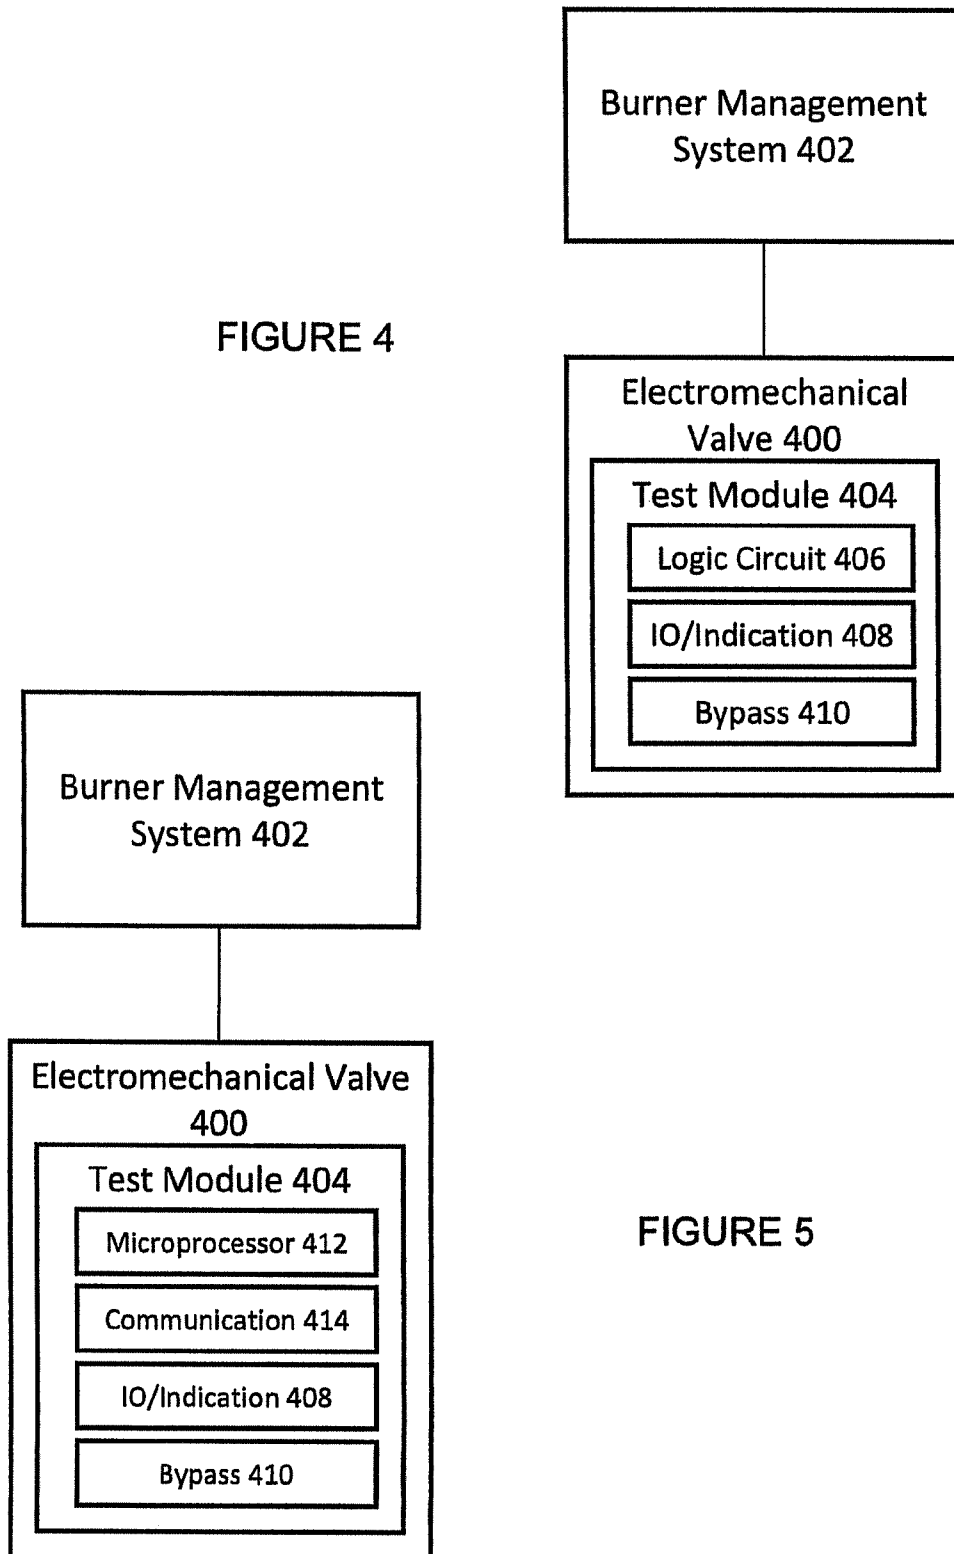 Burner Management
System 402
FIGURE 4
Electromechanical
Valve 400
Test Module 404
Logic Circuit 406
IO/Indication 408
Bypass 410
Burner Management
System 402
Electromechanical Valve
400
Test Module 404
Microprocessor 412
Communication 414
IO/Indication 408
Bypass 410
FIGURE 5